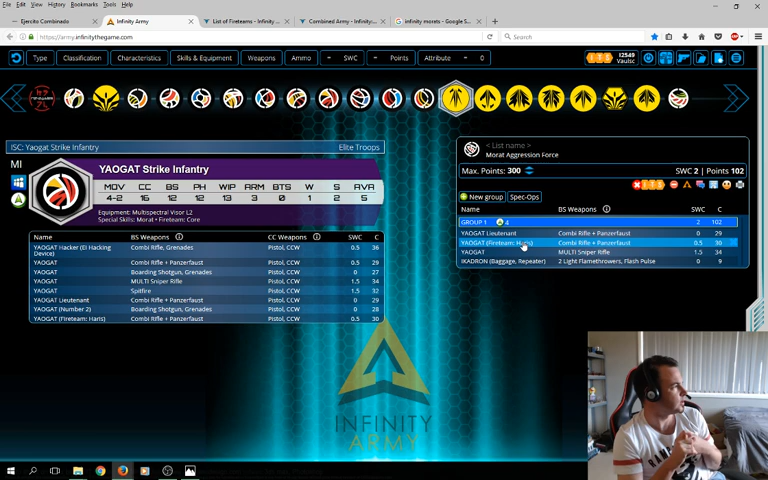 File Edit View History Bookmarks Tools Help
Ejercito Combinado
Infinity Army
List of Fireteams - Infinity
Combined Army - Infinity:
infinity morats - Google S...
https://army.infinitythegame.com
Search
Type
Classification
Characteristics
Skills & Equipment
Weapons
Ammo
- SWC
- Points
Attribute - 0
ITS
I2549
Vaulsc
ISC: Yaogat Strike Infantry
Elite Troops
MI
YAOGAT Strike Infantry
MOV CC BS PH WIP ARM BTS W S AVA
4-2 16 12 12 13 3 0 1 2 5
Equipment: Multispectral Visor L2
Special Skills: Morat • Fireteam: Core
Name BS Weapons CC Weapons SWC C
YAOGAT Hacker (EI Hacking Device) Combi Rifle, Grenades Pistol, CCW 0.5 36
YAOGAT Combi Rifle + Panzerfaust Pistol, CCW 0.5 29
YAOGAT Boarding Shotgun, Grenades Pistol, CCW 0 27
YAOGAT MULTI Sniper Rifle Pistol, CCW 1.5 34
YAOGAT Spitfire Pistol, CCW 1.5 32
YAOGAT Lieutenant Combi Rifle + Panzerfaust Pistol, CCW 0 29
YAOGAT (Number 2) Boarding Shotgun, Grenades Pistol, CCW 0 28
YAOGAT (Fireteam: Haris) Combi Rifle + Panzerfaust Pistol, CCW 0.5 30
INFINITY
ARMY
List name
Morat Aggression Force
Max. Points: 300
SWC 2 | Points 102
ITS
New group
Spec-Ops
Name BS Weapons SWC C
GROUP 1 4 2 102
YAOGAT Lieutenant Combi Rifle + Panzerfaust 0 29
YAOGAT (Fireteam: Haris) Combi Rifle + Panzerfaust 0.5 30
YAOGAT MULTI Sniper Rifle 1.5 34
IKADRON (Baggage, Repeater) 2 Light Flamethrowers, Flash Pulse 0 9